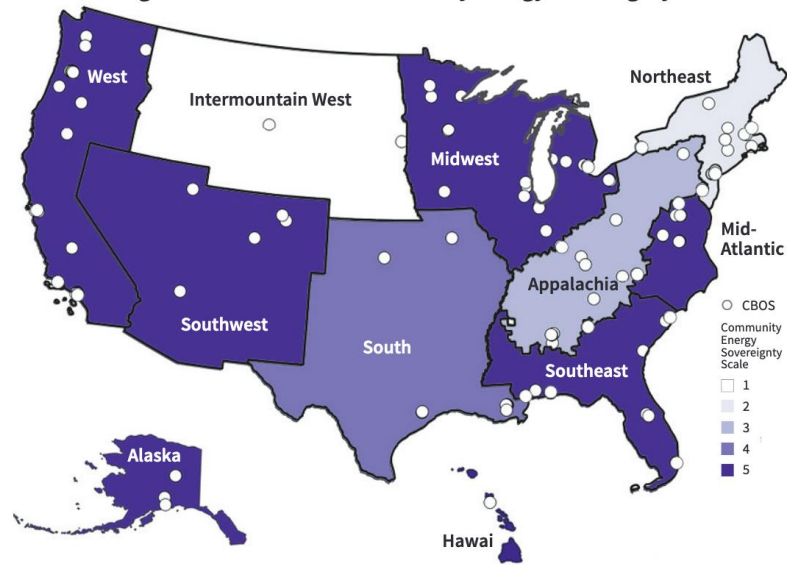 West
Intermountain West
Northeast
Midwest
Mid-
Atlantic
Appalachia
CBOS
Community
Energy
Sovereignty
Scale
1
2
3
4
5
Southwest
South
Southeast
Alaska
Hawai